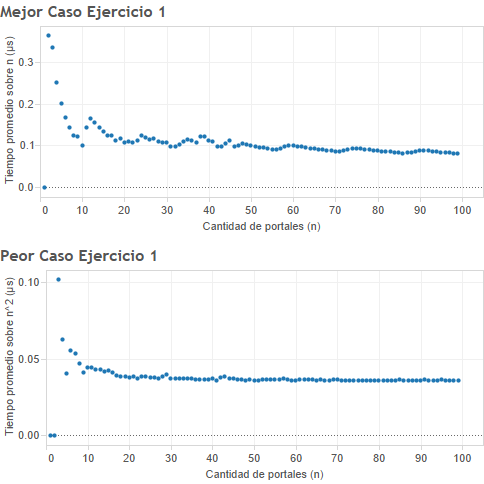 Mejor Caso Ejercicio 1
Tiempo promedio sobre n (µs)
0.3
0.2
0.1
0.0
0 10 20 30 40 50 60 70 80 90 100
Cantidad de portales (n)
Peor Caso Ejercicio 1
Tiempo promedio sobre n^2 (µs)
0.10
0.05
0.00
0 10 20 30 40 50 60 70 80 90 100
Cantidad de portales (n)